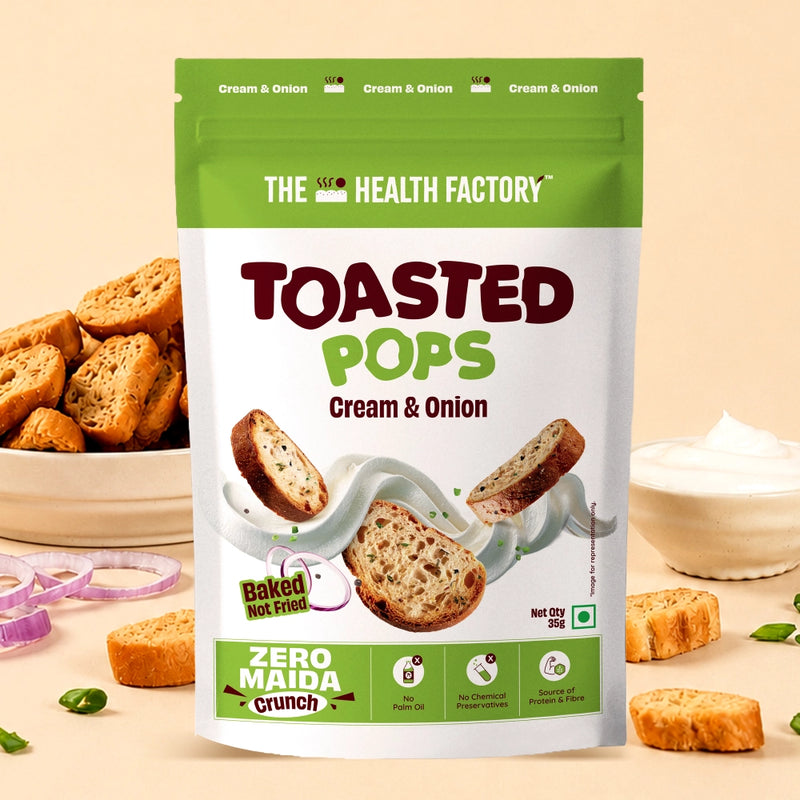 Cream & Onion Cream & Onion Cream & Onion
THE HEALTH FACTORY™
TOASTED
POPS
Cream & Onion
*Image for representation only.
Baked
Not Fried
Net Qty
35g
ZERO
MAIDA
Crunch
No
Palm Oil
No Chemical
Preservatives
Source of
Protein & Fibre